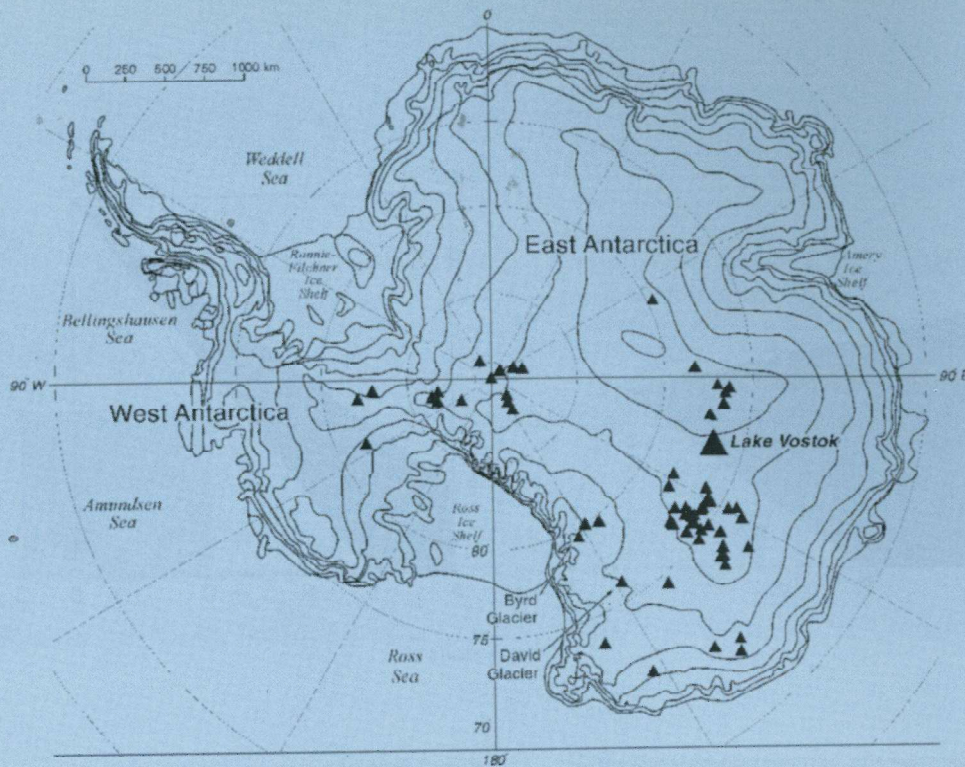 0
0 250 500 750 1000 km
Weddell
Sea
East Antarctica
Ronne-
Filchner
Ice
Shelf
Amery
Ice
Shelf
Bellingshausen
Sea
90° W
90° E
West Antarctica
Lake Vostok
Amundsen
Sea
Ross
Ice
Shelf
80
Byrd
Glacier
75
David
Glacier
Ross
Sea
70
180°